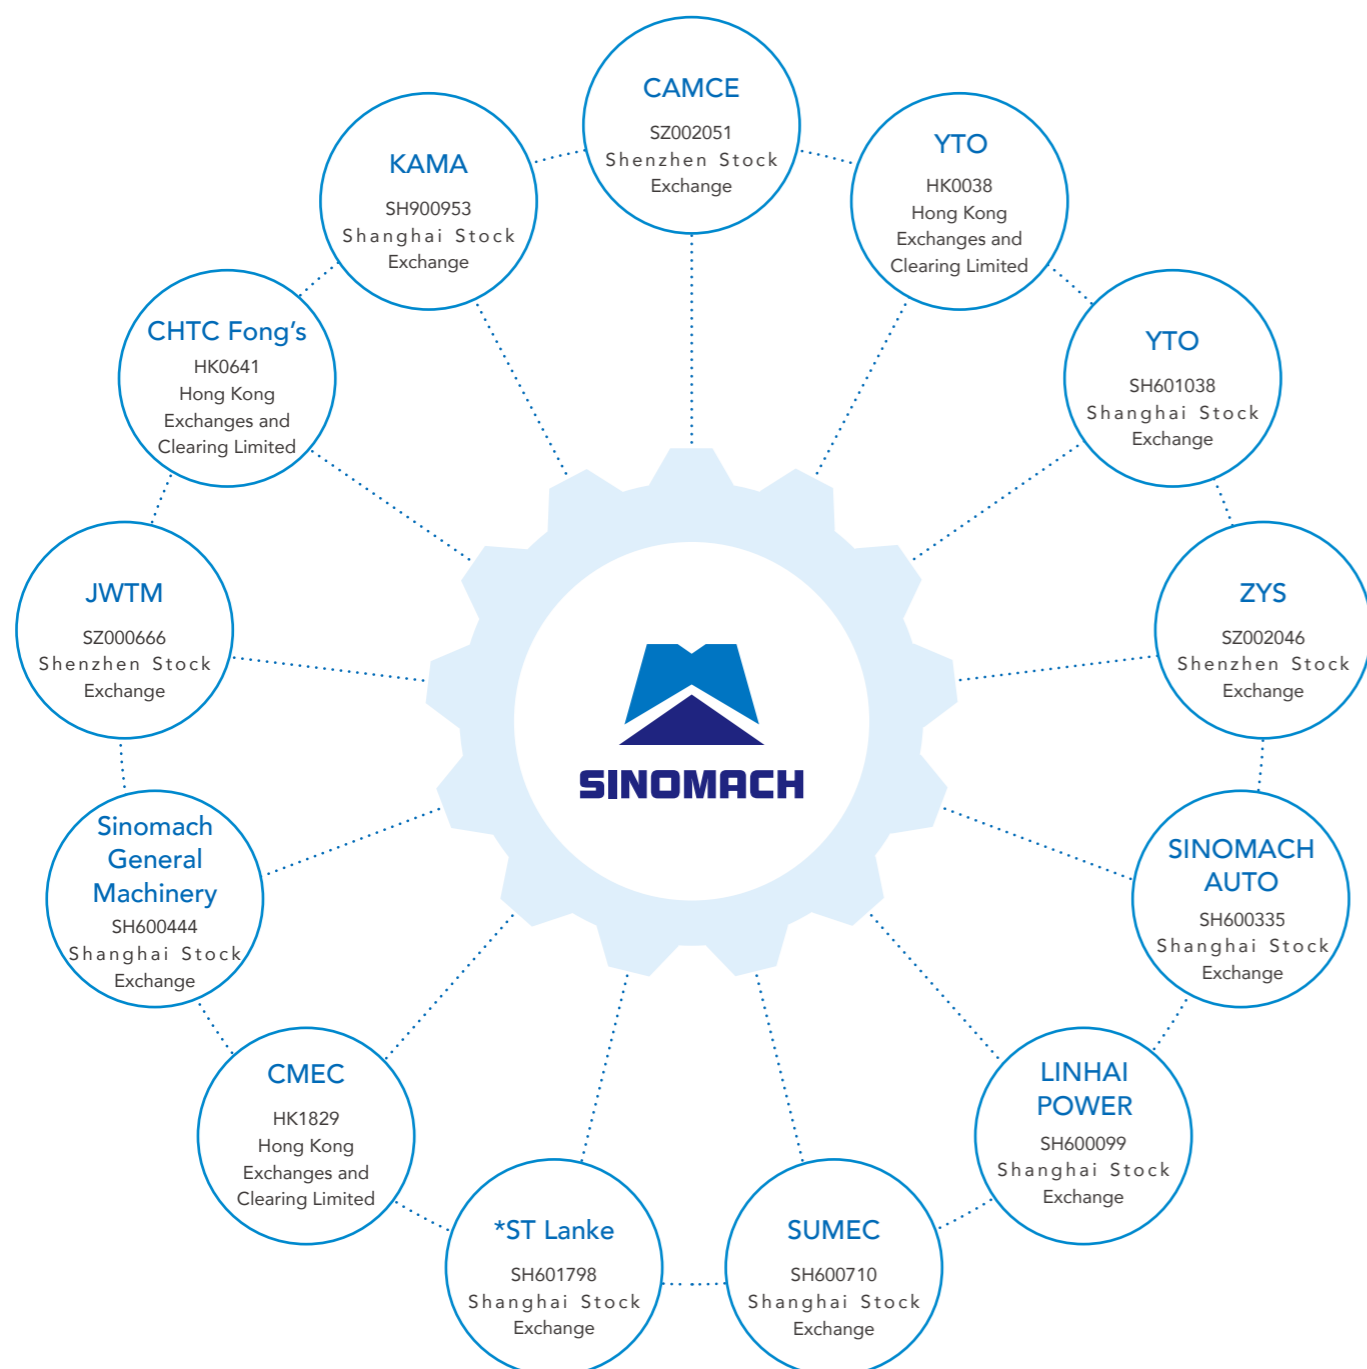 CAMCE
SZ002051
Shenzhen Stock
Exchange
YTO
HK0038
Hong Kong
Exchanges and
Clearing Limited
YTO
SH601038
Shanghai Stock
Exchange
ZYS
SZ002046
Shenzhen Stock
Exchange
SINOMACH
AUTO
SH600335
Shanghai Stock
Exchange
LINHAI
POWER
SH600099
Shanghai Stock
Exchange
SUMEC
SH600710
Shanghai Stock
Exchange
*ST Lanke
SH601798
Shanghai Stock
Exchange
CMEC
HK1829
Hong Kong
Exchanges and
Clearing Limited
Sinomach
General
Machinery
SH600444
Shanghai Stock
Exchange
JWTM
SZ000666
Shenzhen Stock
Exchange
CHTC Fong’s
HK0641
Hong Kong
Exchanges and
Clearing Limited
KAMA
SH900953
Shanghai Stock
Exchange
SINOMACH